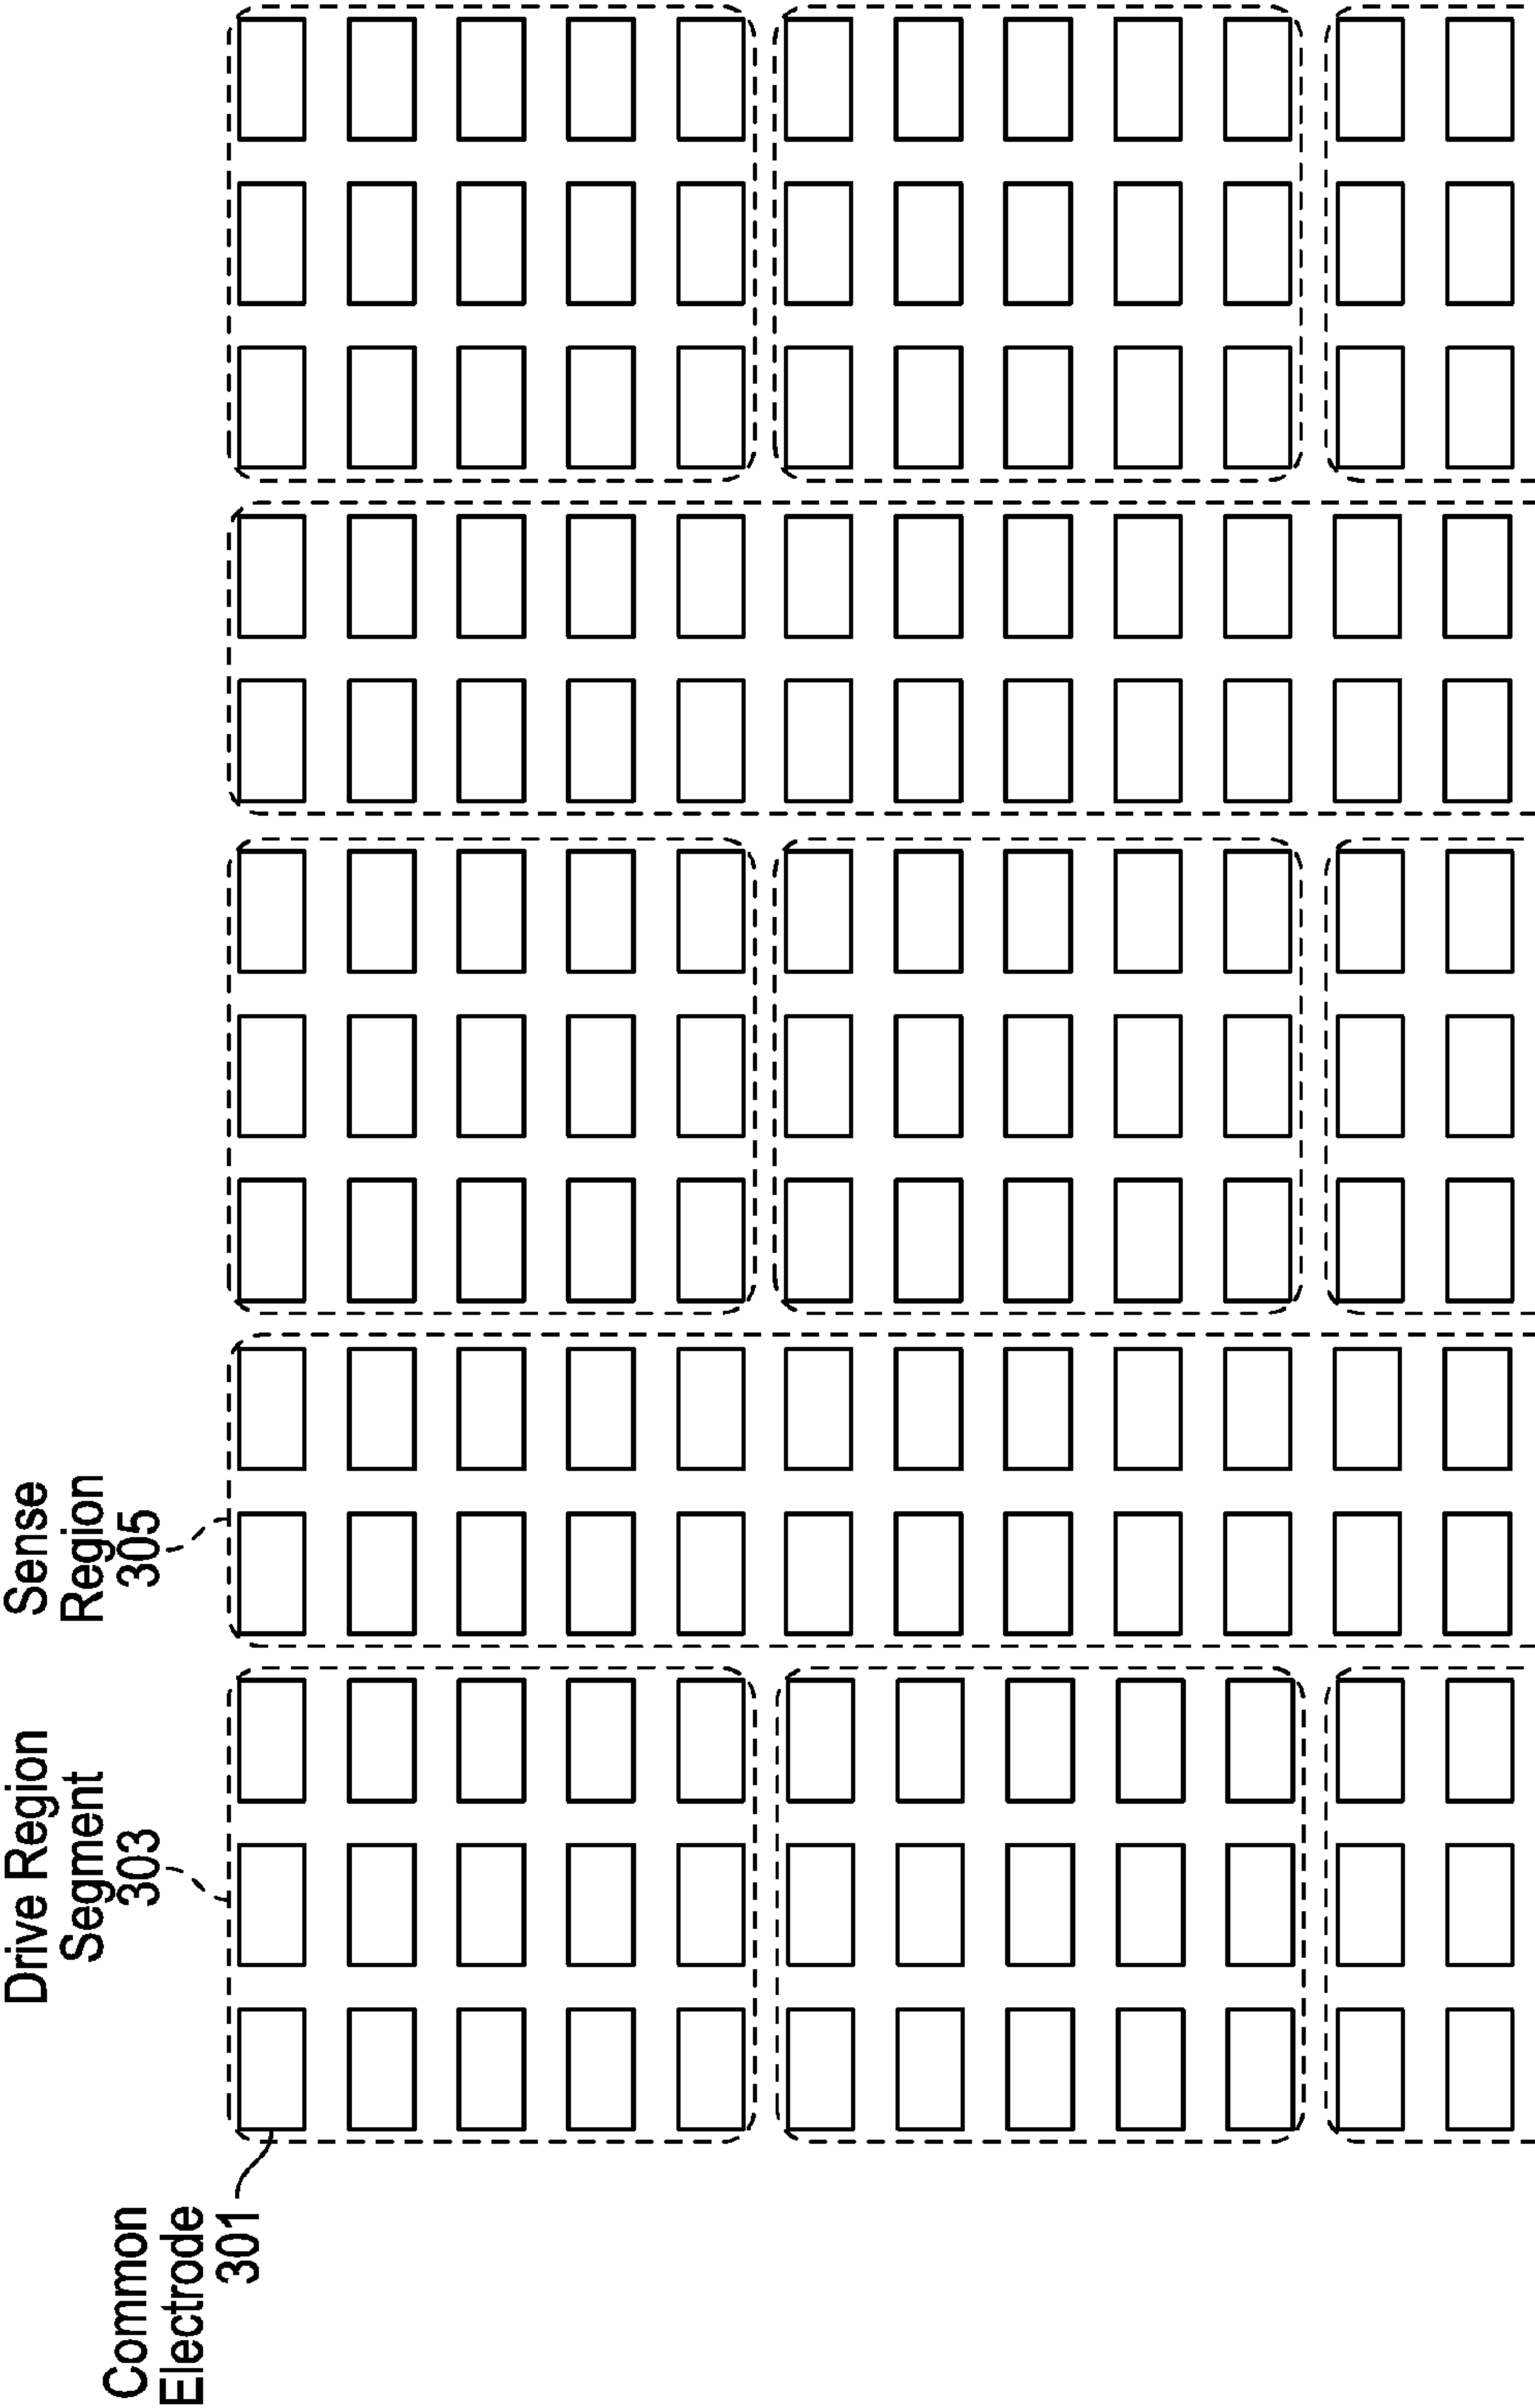 Common
Electrode
301
Drive Region
Segment
303
Sense
Region
305